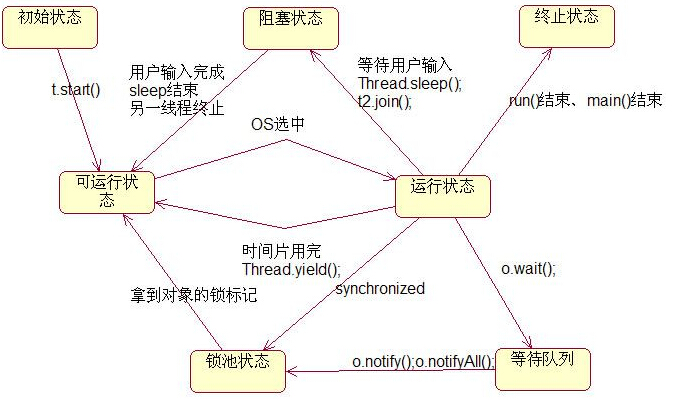 初始状态
阻塞状态
终止状态
t.start()
用户输入完成
sleep结束
另一线程终止
等待用户输入
Thread.sleep();
t2.join();
run()结束、main()结束
OS选中
可运行状
态
运行状态
时间片用完
Thread.yield();
synchronized
o.wait();
拿到对象的锁标记
锁池状态
o.notify();o.notifyAll();
等待队列